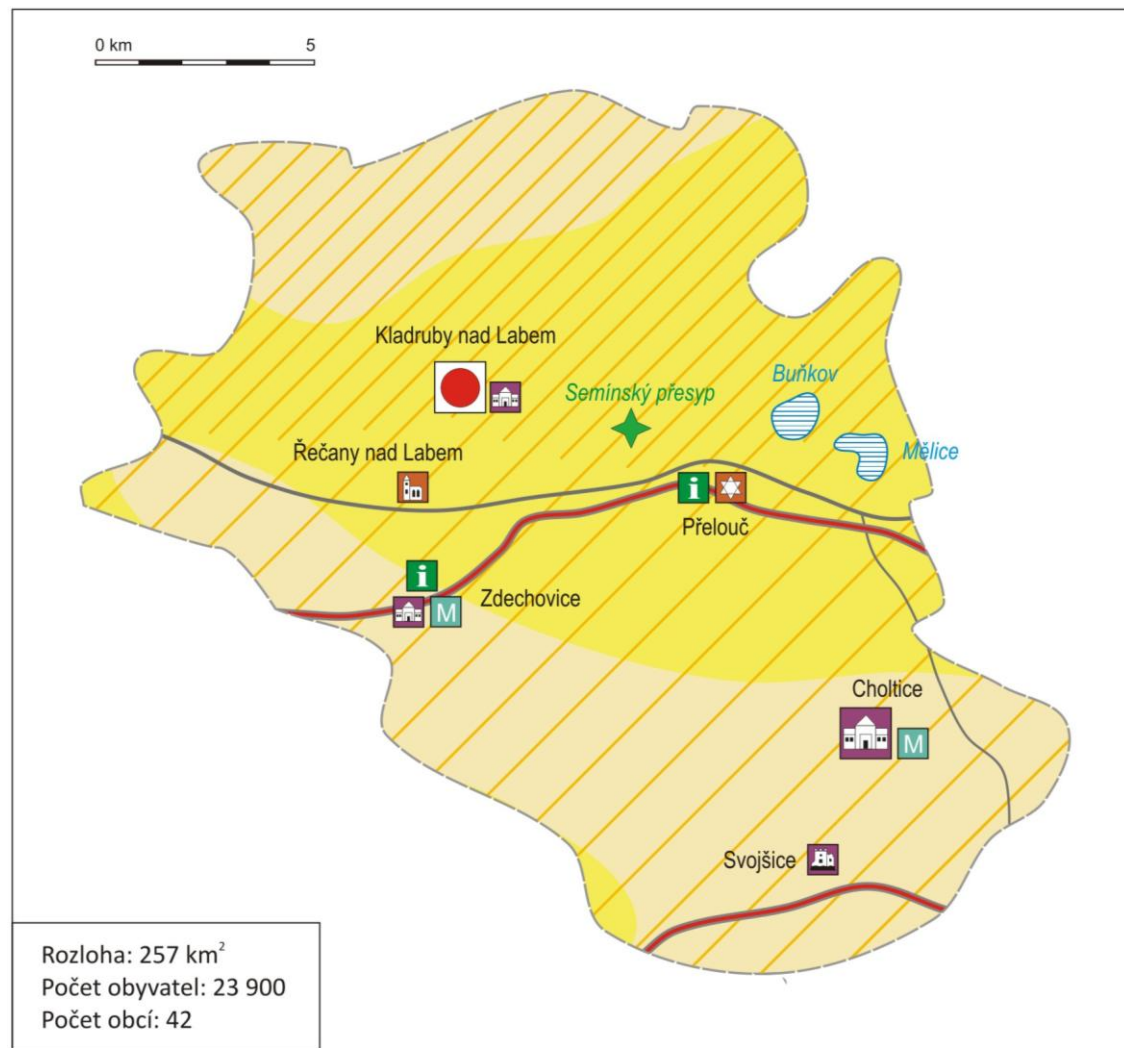 0 km 5
Kladruby nad Labem
Buňkov
Semínský přesyp
Řečany nad Labem
Mělice
i
Přelouč
i
Zdechovice
M
Choltice
M
Svojšice
Rozloha: 257 km²
Počet obyvatel: 23 900
Počet obcí: 42